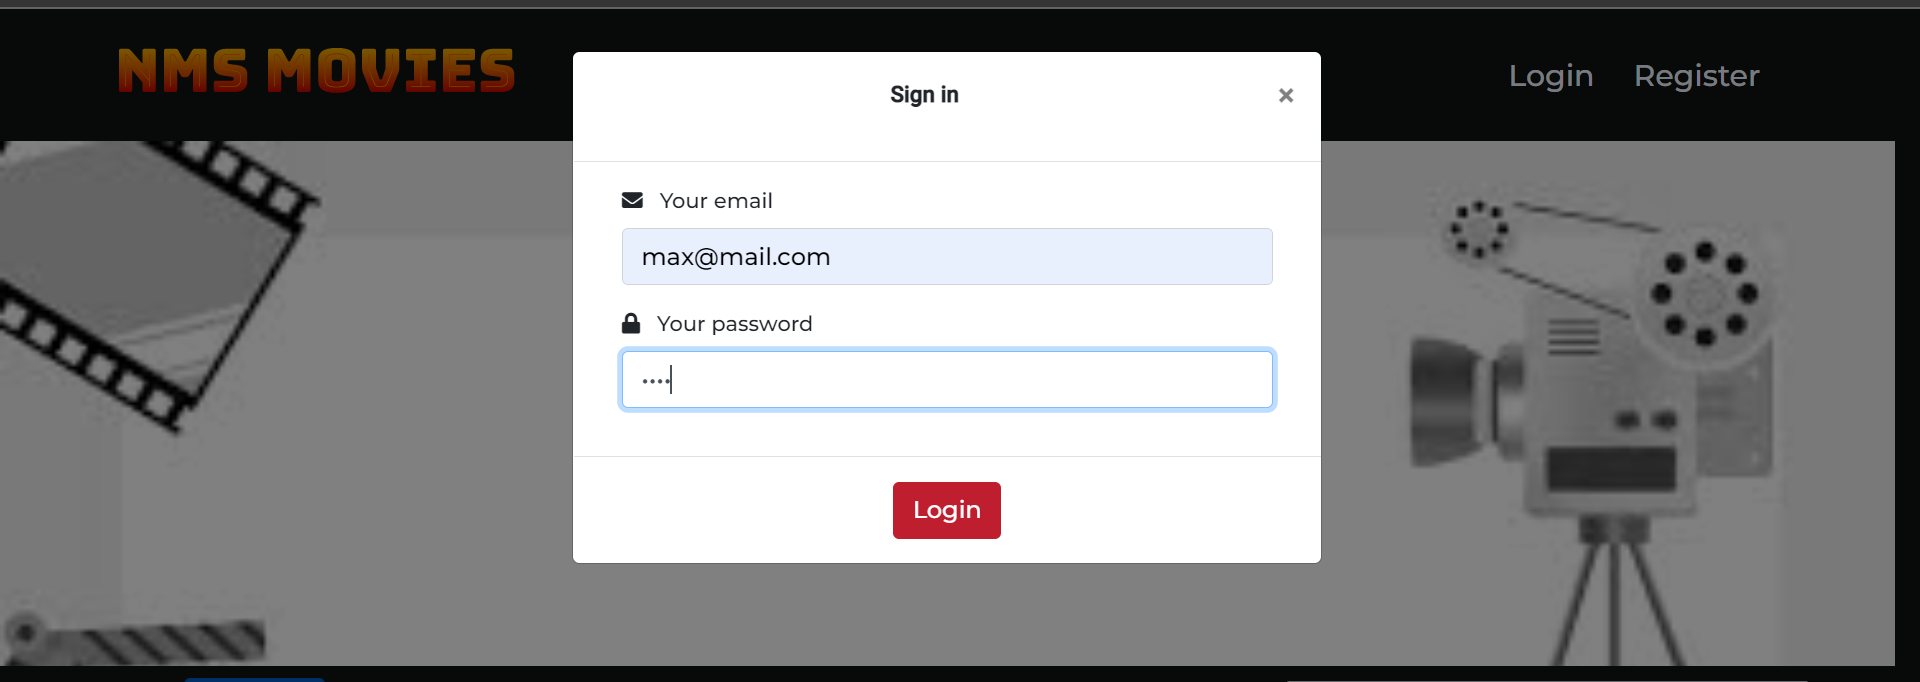 NMS MOVIES
Login Register
Sign in
×
Your email
max@mail.com
Your password
••••
Login